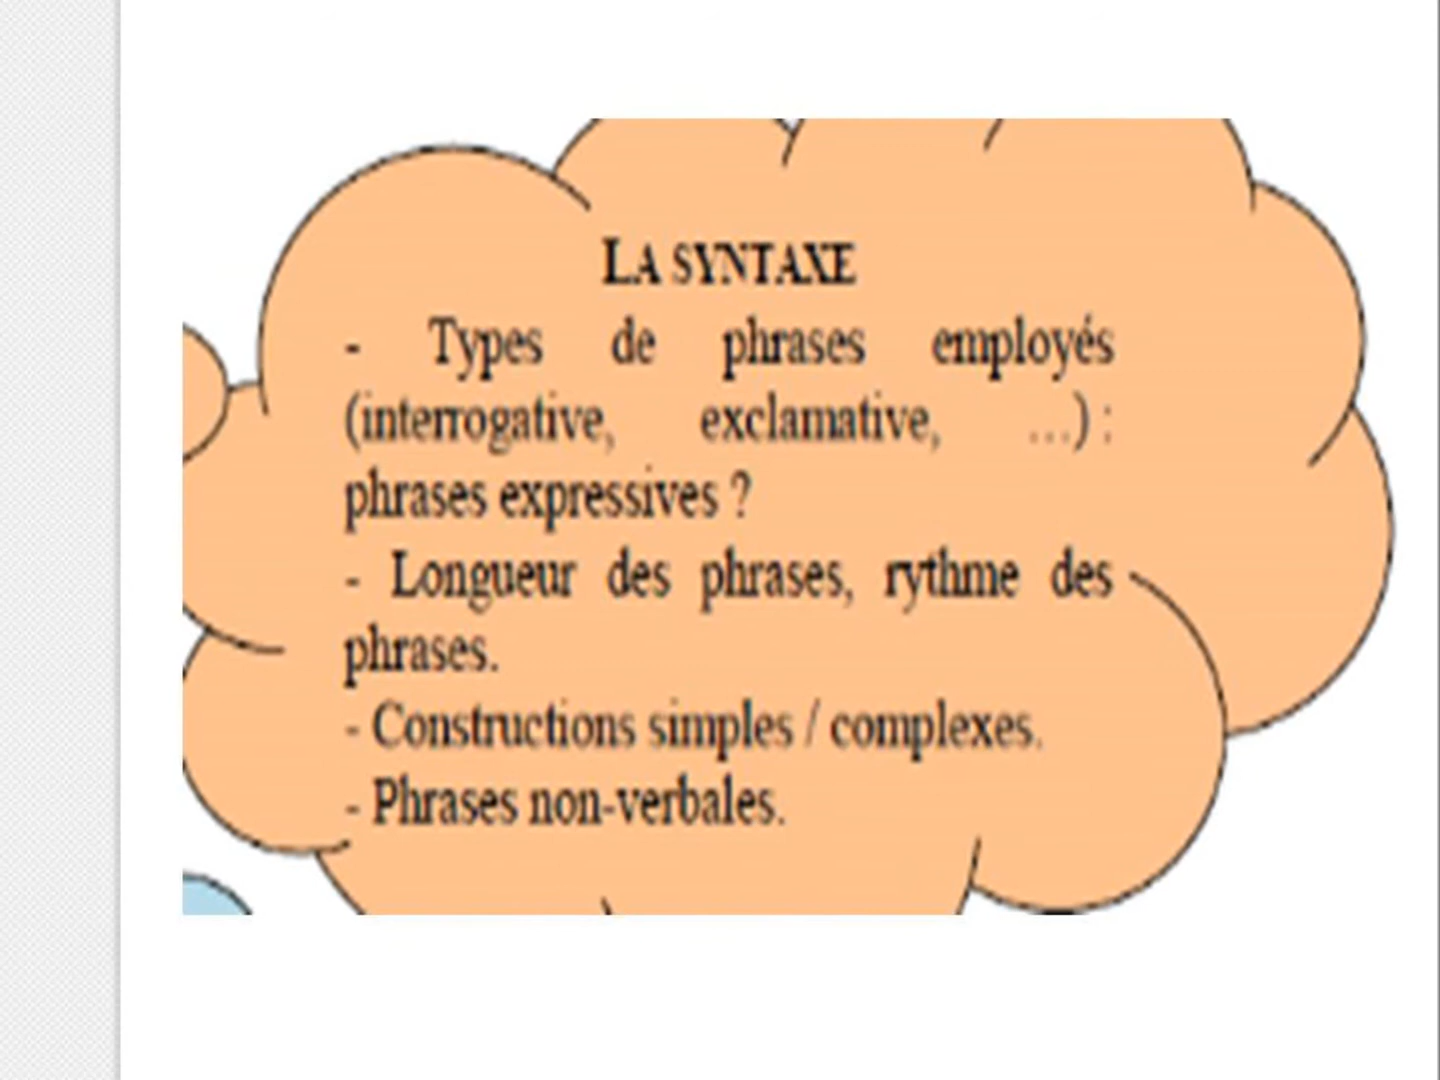 LA SYNTAXE
- Types de phrases employés
(interrogative, exclamative, …) :
phrases expressives ?
- Longueur des phrases, rythme des
phrases.
- Constructions simples / complexes.
- Phrases non-verbales.